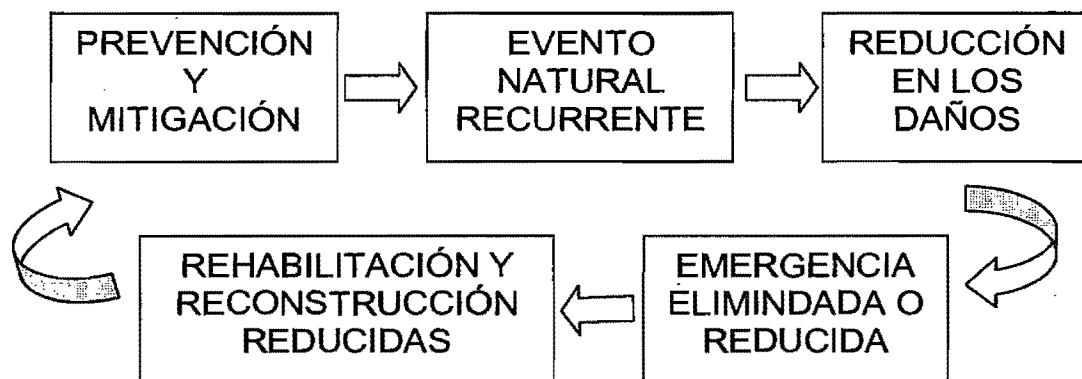 PREVENCIÓN
Y
MITIGACIÓN
EVENTO
NATURAL
RECURRENTE
REDUCCIÓN
EN LOS
DAÑOS
EMERGENCIA
ELIMINDADA O
REDUCIDA
REHABILITACIÓN Y
RECONSTRUCCIÓN
REDUCIDAS